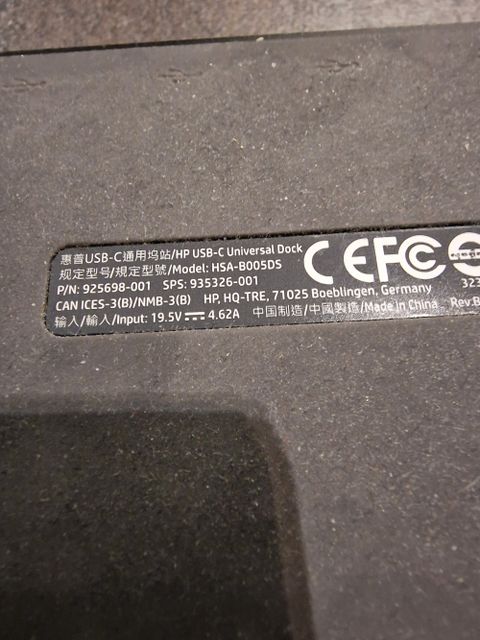 惠普USB-C通用坞站/HP USB-C Universal Dock
规定型号/規定型號/Model: HSA-B005DS
P/N: 925698-001 SPS: 935326-001
CAN ICES-3(B)/NMB-3(B) HP, HQ-TRE, 71025 Boeblingen, Germany
输入/輸入/Input: 19.5V ⎓ 4.62A 中国制造/中國製造/Made in China Rev.B
CE FC
323